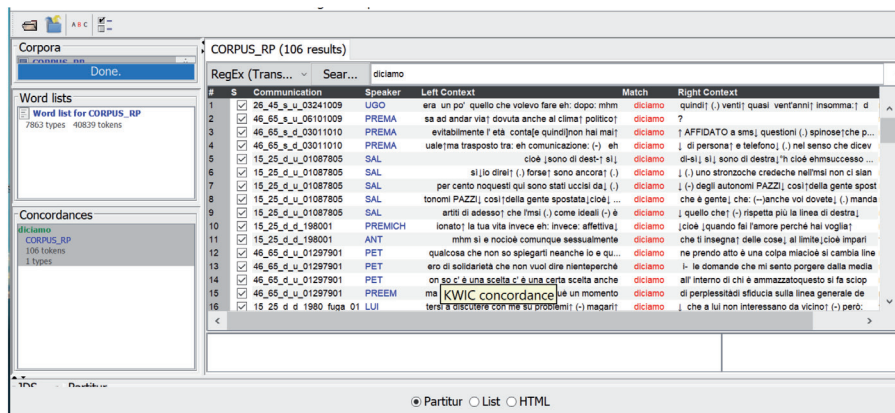 A B C
Corpora
CORPUS_RP
Done.
Word lists
Word list for CORPUS_RP
7863 types 40839 tokens
Concordances
diciamo
CORPUS_RP
106 tokens
1 types
CORPUS_RP (106 results)
RegEx (Trans... Sear... diciamo
# S Communication Speaker Left Context Match Right Context
1 26_45_s_u_03241009 UGO era un po' quello che volevo fare eh: dopo: mhm diciamo quindi↑ (.) venti↑ quasi vent'anni↑ insomma:↑ d
2 46_65_s_u_06101009 PREMA sa ad andar via↑ dovuta anche al clima↑ politico↑ diciamo ?
3 46_65_s_d_03011010 PREMA evitabilmente l' età conta[e quindi]non hai mai↑ diciamo ↑ AFFIDATO a sms↓ questioni (.) spinose↑che p...
4 46_65_s_d_03011010 PREMA uale↑ma trasposto tra: eh comunicazione: (-) eh diciamo ↓ di persona↑ e telefono↓ (.) nel senso che dicev
5 15_25_d_u_01087805 SAL cioè ↓sono di dest-↑ sì↓ diciamo di-sì↓ sì↓ sono di destra↓"h cioè ehmsuccesso ...
6 15_25_d_u_01087805 SAL sì↓io direi↑ (.) forse↑ sono ancora↑ (.) diciamo ↓ (.) uno stronzoche credeche nell'msi non ci sian
7 15_25_d_u_01087805 SAL per cento noquesti qui sono stati uccisi da↓ (.) diciamo ↓ (-) degli autonomi PAZZI↓ così↑della gente spost
8 15_25_d_u_01087805 SAL tonomi PAZZI↓ così↑della gente spostata↓cioè↓... diciamo che è gente↓ che: (--)anche voi dovete↓ (.) manda
9 15_25_d_u_01087805 SAL artiti di adesso↑ che l'msi (.) come ideali (-) è diciamo ↓ quello che↑ (-) rispetta più la linea di destra↓
10 15_25_d_d_198001 PREMICH ionato↑ la tua vita invece eh: invece: affettiva↓ diciamo ↓cioè ↓quando fai l'amore perché hai voglia↑
11 15_25_d_d_198001 ANT mhm sì e nocioè comunque sessualmente diciamo che ti insegna↑ delle cose↓ al limite↓cioè impari
12 46_65_d_u_01297901 PET qualcosa che non so spiegarti neanche io e qu... diciamo ne prendo atto è una colpa miacioè si cambia line
13 46_65_d_u_01297901 PET ero di solidarietà che non vuol dire nienteperché diciamo i- le domande che mi sento porgere dalla media
14 46_65_d_u_01297901 PET on so c' è una scelta c' è una certa scelta anche diciamo all' interno di chi è ammazzatoquesto si fa sciop
15 46_65_d_u_01297901 PREEM ma KWIC concordance uè un momento diciamo di perplessitàdi sfiducia sulla linea generale de
16 15_25_d_d_1980_fuga_01 LUI tersi a discutere con me su problemi↑ (-) magari↑ diciamo ↓ che a lui non interessano da vicino↑ (-) però:
Partitur
Partitur List HTML